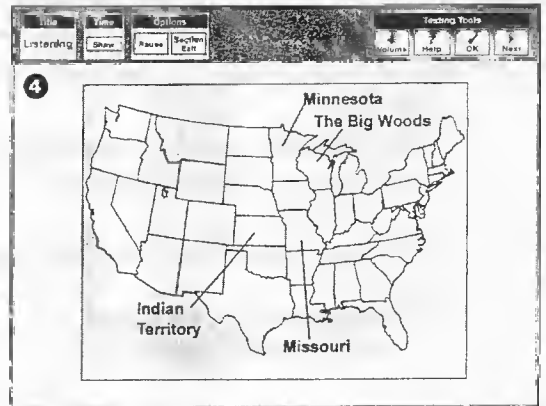 Title Time Options Testing Tools
Listening Show Pause Section Exit Volume Help OK Next
4
Minnesota
The Big Woods
Indian
Territory
Missouri